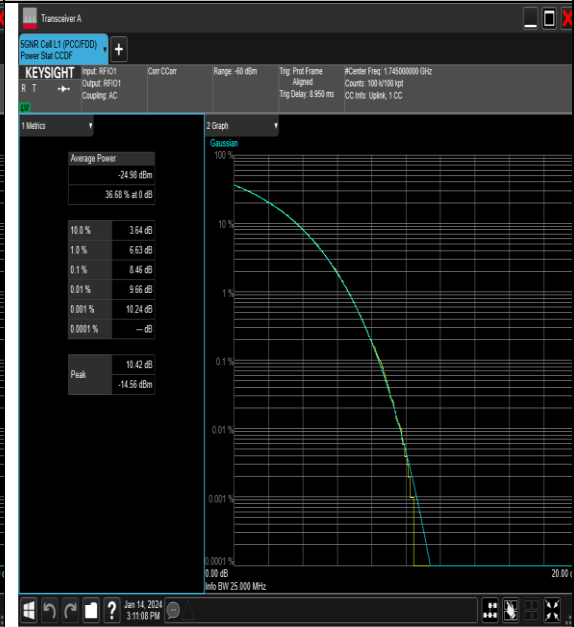 Transceiver A
5GNR Cell L1 (PCC/FDD)
Power Stat CCDF
KEYSIGHT
R T
LV
Input: RFIO1
Output: RFIO1
Coupling: AC
Corr CCorr
Range: -60 dBm
Trig: Prot Frame
Aligned
Trig Delay: 8.950 ms
#Center Freq: 1.745000000 GHz
Counts: 100 k/100 kpt
CC Info: Uplink, 1 CC
1 Metrics
Average Power
-24.98 dBm
36.68 % at 0 dB
10.0 % 3.64 dB
1.0 % 6.63 dB
0.1 % 8.46 dB
0.01 % 9.66 dB
0.001 % 10.24 dB
0.0001 % --- dB
Peak
10.42 dB
-14.56 dBm
2 Graph
Gaussian
100 %
10 %
1 %
0.1 %
0.01 %
0.001 %
0.0001 %
0.00 dB
20.00
Info BW 25.000 MHz
Jan 14, 2024
3:11:08 PM